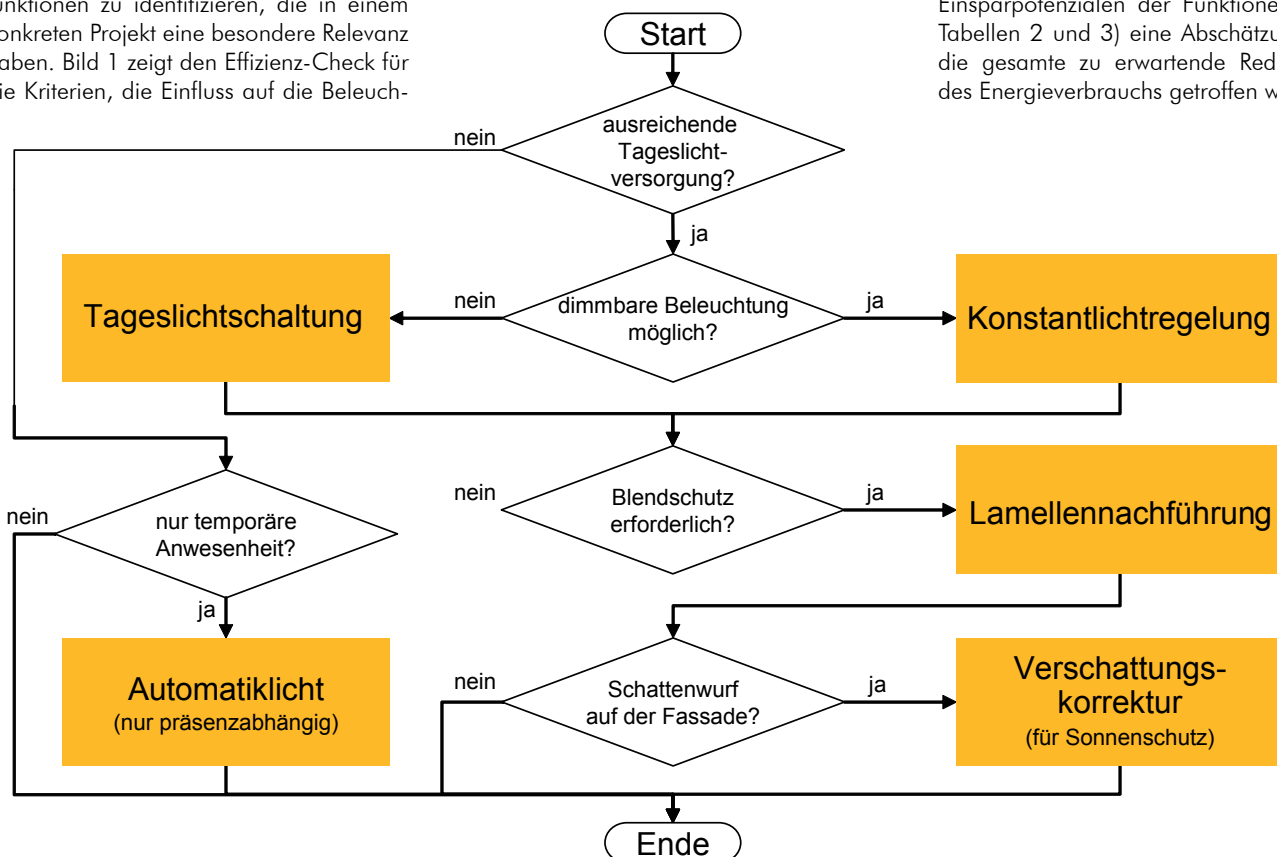 unktionen zu identifizieren, die in einem
onkreten Projekt eine besondere Relevanz
aben. Bild 1 zeigt den Effizienz-Check für
ie Kriterien, die Einfluss auf die Beleuch-
Einsparpotenzialen der Funktione
Tabellen 2 und 3) eine Abschätzu
die gesamte zu erwartende Red
des Energieverbrauchs getroffen w
Start
nein
ausreichende
Tageslicht-
versorgung?
ja
Tageslichtschaltung
nein
dimmbare Beleuchtung
möglich?
ja
Konstantlichtregelung
nein
Blendschutz
erforderlich?
ja
Lamellennachführung
nein
nur temporäre
Anwesenheit?
ja
Automatiklicht
(nur präsenzabhängig)
nein
Schattenwurf
auf der Fassade?
ja
Verschattungs-
korrektur
(für Sonnenschutz)
Ende